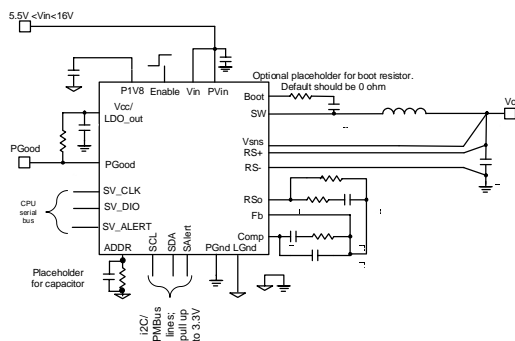 5.5V <Vin<16V
P1V8
Enable
Vin
PVin
Optional placeholder for boot resistor.
Default should be 0 ohm
Boot
SW
Vcc/
LDO_out
Vsns
RS+
RS-
PGood
PGood
SV_CLK
CPU
serial
bus
SV_DIO
SV_ALERT
RSo
Fb
Comp
ADDR
SCL
SDA
SAlert
PGnd
LGnd
Placeholder
for capacitor
i2C/
PMBus
lines;
pull up
to 3.3V